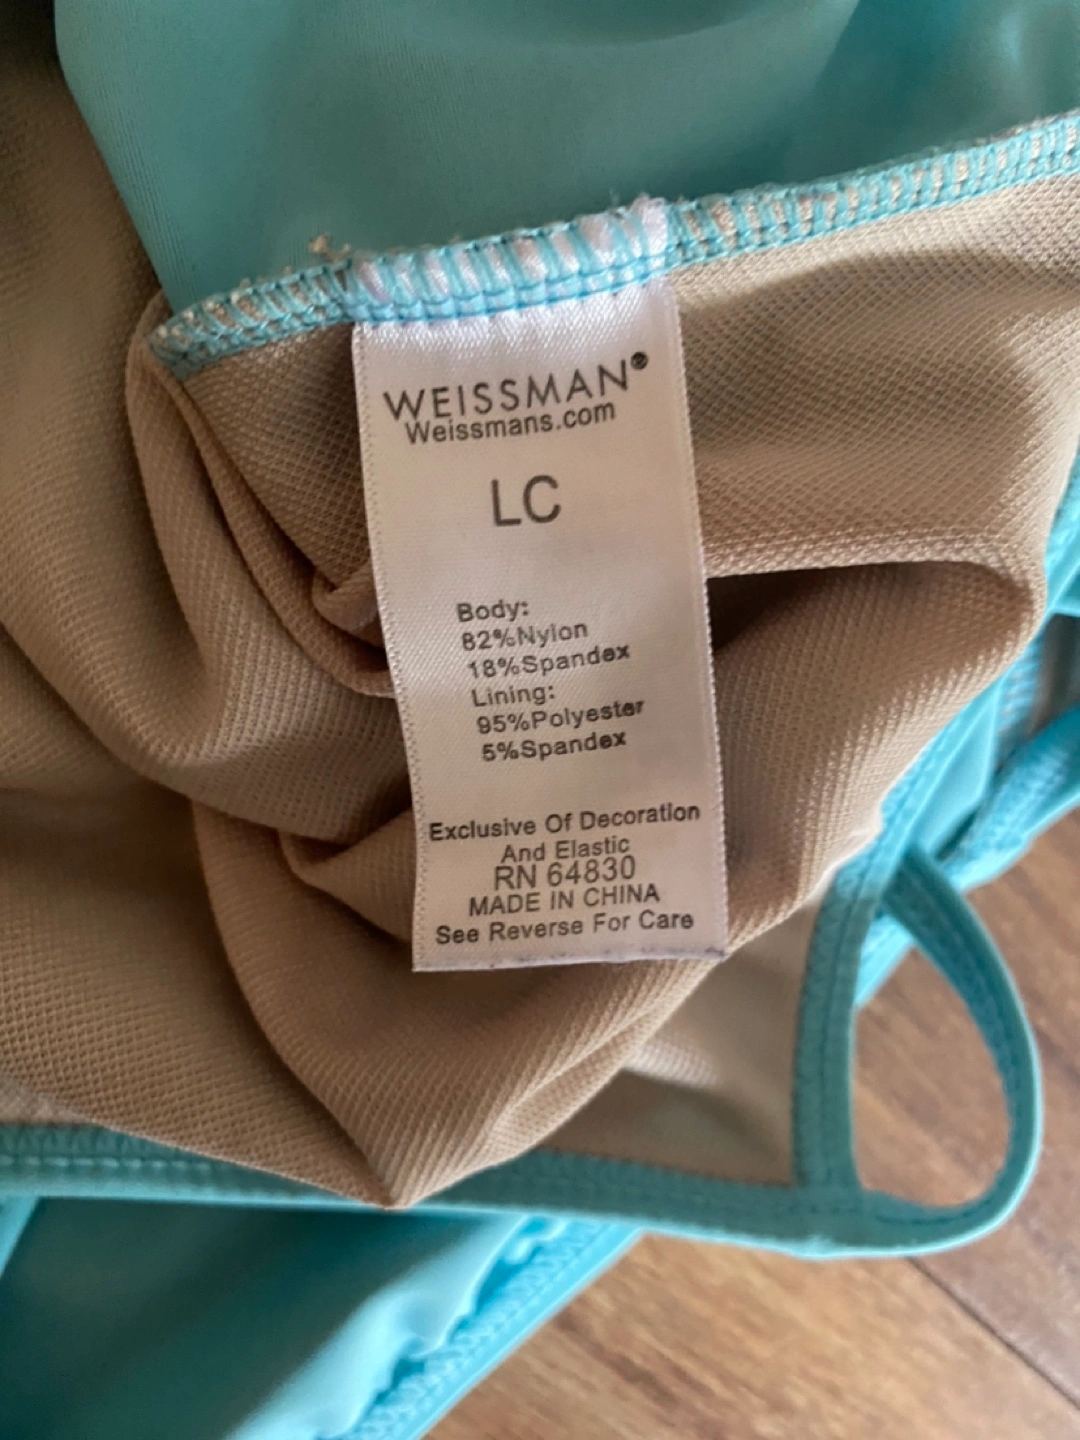 WEISSMAN®
Weissmans.com
LC
Body:
82%Nylon
18%Spandex
Lining:
95%Polyester
5%Spandex
Exclusive Of Decoration
And Elastic
RN 64830
MADE IN CHINA
See Reverse For Care